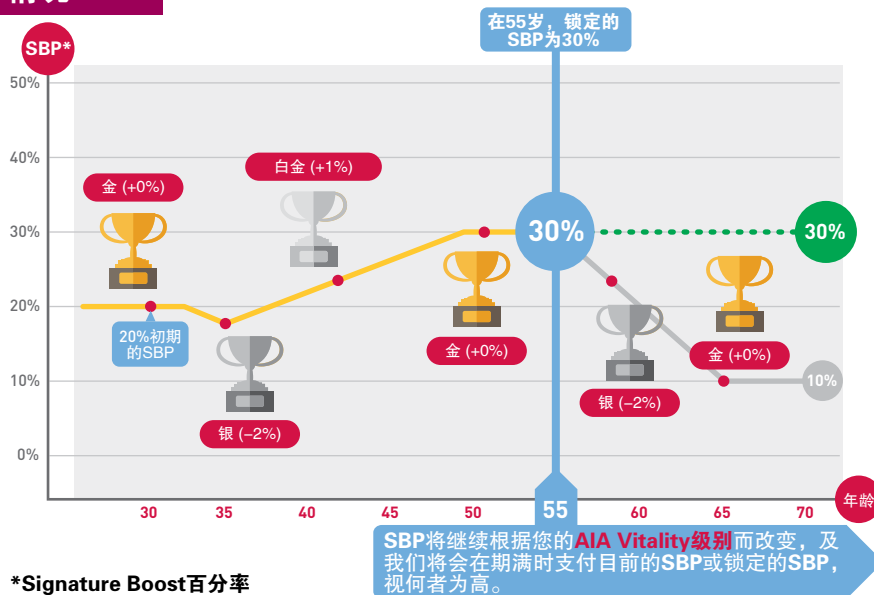 SBP*
在55岁，锁定的
SBP为30%
50%
40%
30%
20%
10%
0%
金 (+0%)
白金 (+1%)
30%
30%
20%初期
的SBP
银 (−2%)
金 (+0%)
银 (−2%)
金 (+0%)
10%
30
35
40
45
50
55
60
65
70
年龄
SBP将继续根据您的AIA Vitality级别而改变，及
我们将会在期满时支付目前的SBP或锁定的SBP，
视何者为高。
*Signature Boost百分率